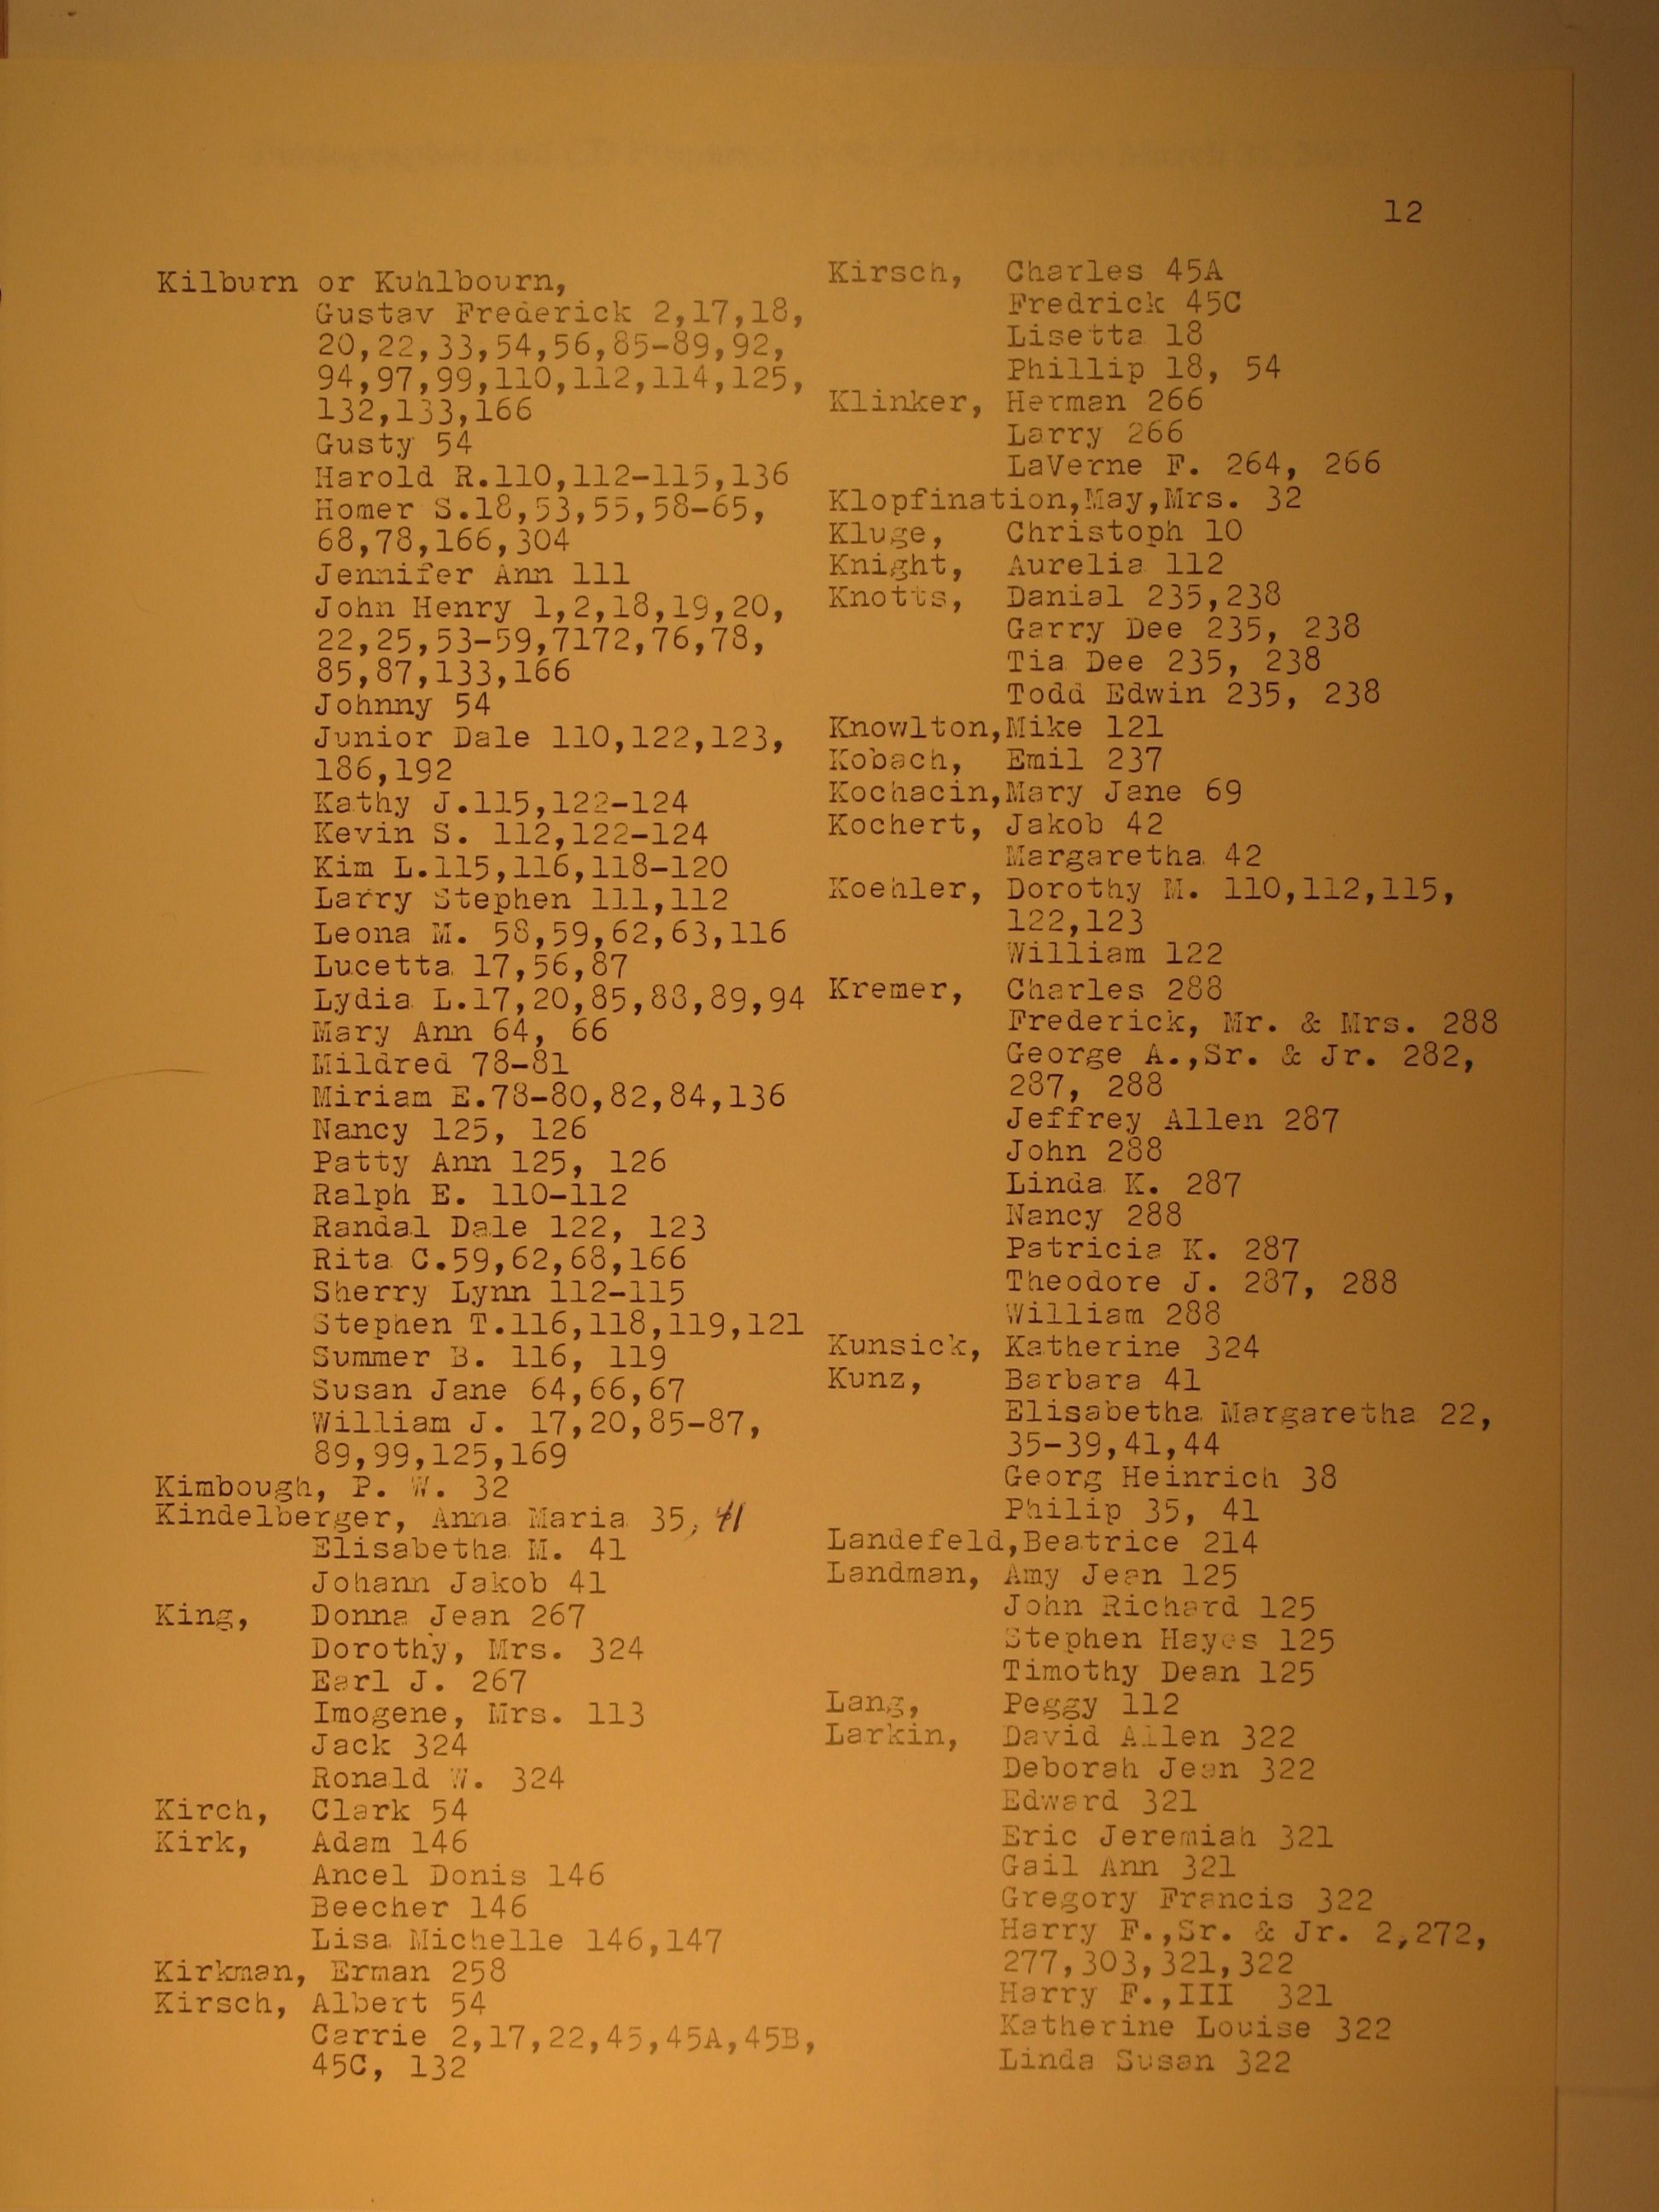 12
Kilburn or Kuhlbourn,
Gustav Frederick 2,17,18,
20,22,33,54,56,85-89,92,
94,97,99,110,112,114,125,
132,133,166
Gusty 54
Harold R.110,112-115,136
Homer S.18,53,55,58-65,
68,78,166,304
Jennifer Ann 111
John Henry 1,2,18,19,20,
22,25,53-59,7172,76,78,
85,87,133,166
Johnny 54
Junior Dale 110,122,123,
186,192
Kathy J.115,122-124
Kevin S. 112,122-124
Kim L.115,116,118-120
Larry Stephen 111,112
Leona M. 58,59,62,63,116
Lucetta 17,56,87
Lydia L.17,20,85,88,89,94
Mary Ann 64, 66
Mildred 78-81
Miriam E.78-80,82,84,136
Nancy 125, 126
Patty Ann 125, 126
Ralph E. 110-112
Randal Dale 122, 123
Rita C.59,62,68,166
Sherry Lynn 112-115
Stephen T.116,118,119,121
Summer B. 116, 119
Susan Jane 64,66,67
William J. 17,20,85-87,
89,99,125,169
Kimbough, P. W. 32
Kindelberger, Anna Maria 35, 41
Elisabetha M. 41
Johann Jakob 41
King, Donna Jean 267
Dorothy, Mrs. 324
Earl J. 267
Imogene, Mrs. 113
Jack 324
Ronald W. 324
Kirch, Clark 54
Kirk, Adam 146
Ancel Donis 146
Beecher 146
Lisa Michelle 146,147
Kirkman, Erman 258
Kirsch, Albert 54
Carrie 2,17,22,45,45A,45B,
45C, 132
Kirsch, Charles 45A
Fredrick 45C
Lisetta 18
Phillip 18, 54
Klinker, Herman 266
Larry 266
LaVerne F. 264, 266
Klopfination,May,Mrs. 32
Kluge, Christoph 10
Knight, Aurelia 112
Knotts, Danial 235,238
Garry Dee 235, 238
Tia Dee 235, 238
Todd Edwin 235, 238
Knowlton,Mike 121
Kobach, Emil 237
Kochacin,Mary Jane 69
Kochert, Jakob 42
Margaretha 42
Koehler, Dorothy M. 110,112,115,
122,123
William 122
Kremer, Charles 288
Frederick, Mr. & Mrs. 288
George A.,Sr. & Jr. 282,
287, 288
Jeffrey Allen 287
John 288
Linda K. 287
Nancy 288
Patricia K. 287
Theodore J. 287, 288
William 288
Kunsick, Katherine 324
Kunz, Barbara 41
Elisabetha Margaretha 22,
35-39,41,44
Georg Heinrich 38
Philip 35, 41
Landefeld,Beatrice 214
Landman, Amy Jean 125
John Richard 125
Stephen Hayes 125
Timothy Dean 125
Lang, Peggy 112
Larkin, David Allen 322
Deborah Jean 322
Edward 321
Eric Jeremiah 321
Gail Ann 321
Gregory Francis 322
Harry F.,Sr. & Jr. 2,272,
277,303,321,322
Harry F.,III 321
Katherine Louise 322
Linda Susan 322